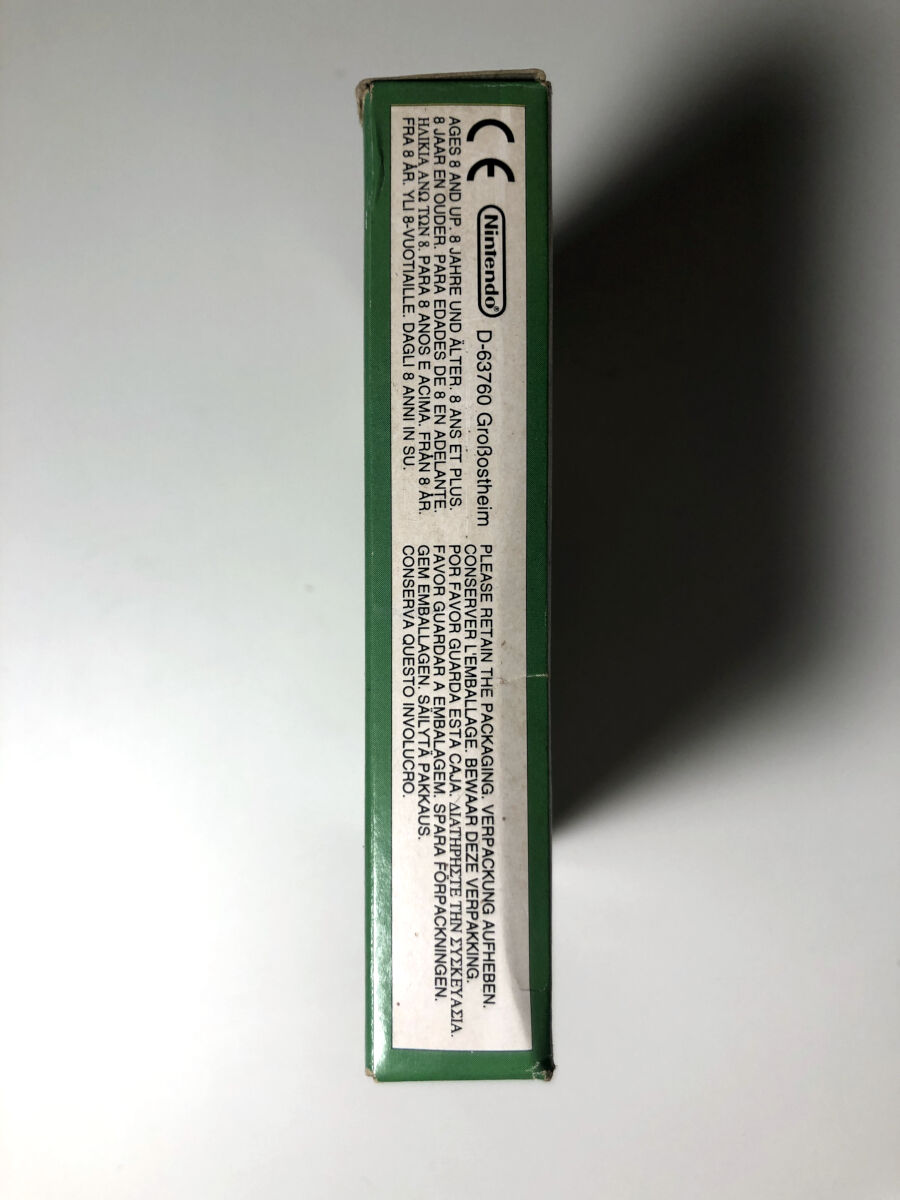 CE Nintendo® D-63760 Großostheim
AGES 8 AND UP. 8 JAHRE UND ÄLTER. 8 ANS ET PLUS.
8 JAAR EN OUDER. PARA EDADES DE 8 EN ADELANTE.
ΗΛΙΚΙΑ ΑΝΩ ΤΩΝ 8. PARA 8 ANOS E ACIMA. FRÅN 8 ÅR.
FRA 8 ÅR. YLI 8-VUOTIAILLE. DAGLI 8 ANNI IN SU.
PLEASE RETAIN THE PACKAGING. VERPACKUNG AUFHEBEN.
CONSERVER L'EMBALLAGE. BEWAAR DEZE VERPAKKING.
POR FAVOR GUARDA ESTA CAJA. ΔΙΑΤΗΡΗΣΤΕ ΤΗΝ ΣΥΣΚΕΥΑΣΙΑ.
FAVOR GUARDAR A EMBALAGEM. SPARA FÖRPACKNINGEN.
GEM EMBALLAGEN. SÄILYTÄ PAKKAUS.
CONSERVA QUESTO INVOLUCRO.